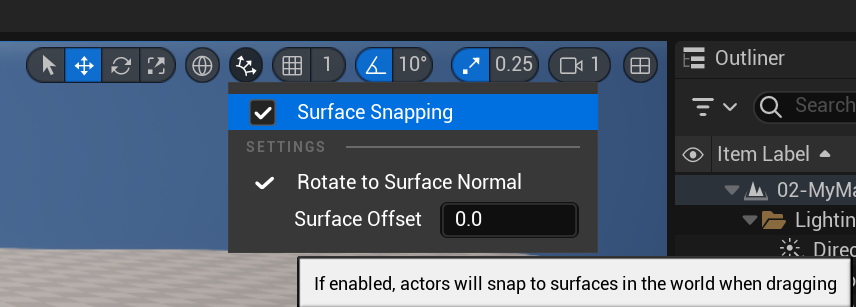 1
10°
0.25
1
Outliner
Search
Surface Snapping
SETTINGS
Item Label
Rotate to Surface Normal
02-MyMa
Surface Offset
0.0
Lightin
Direc
If enabled, actors will snap to surfaces in the world when dragging